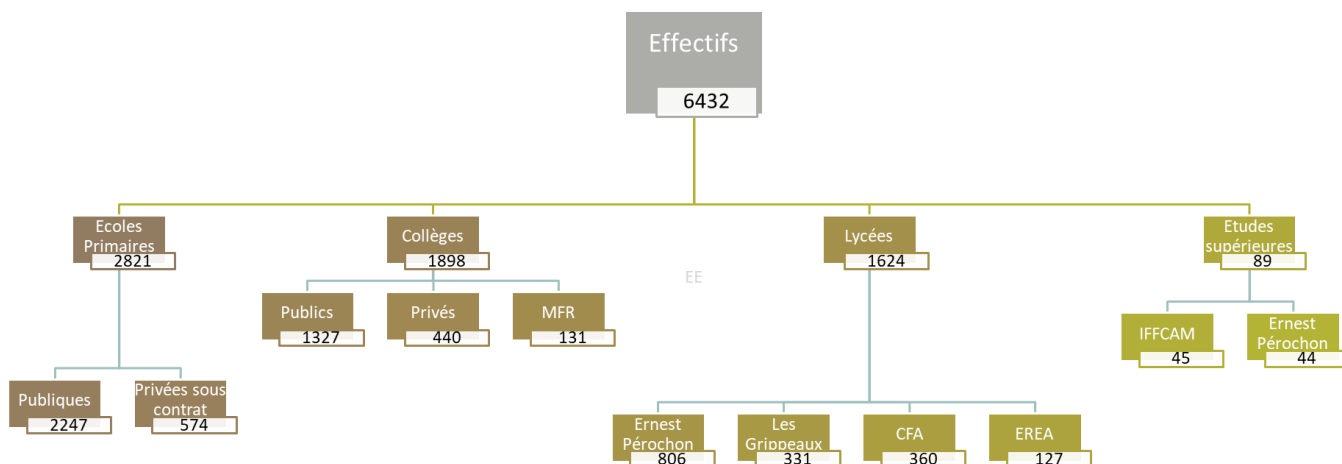 Effectifs
6432
Ecoles
Primaires
2821
Collèges
1898
Lycées
1624
Etudes
supérieures
89
EE
Publics
1327
Privés
440
MFR
131
IFFCAM
45
Ernest
Pérochon
44
Publiques
2247
Privées sous
contrat
574
Ernest
Pérochon
806
Les
Grippeaux
331
CFA
360
EREA
127